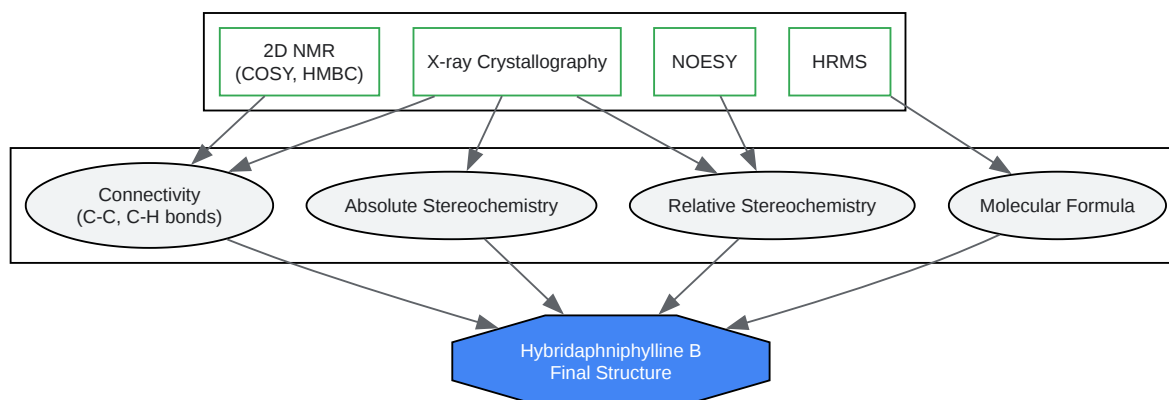 2D NMR
(COSY, HMBC)
X-ray Crystallography
NOESY
HRMS
Connectivity
(C-C, C-H bonds)
Absolute Stereochemistry
Relative Stereochemistry
Molecular Formula
Hybridaphniphylline B
Final Structure